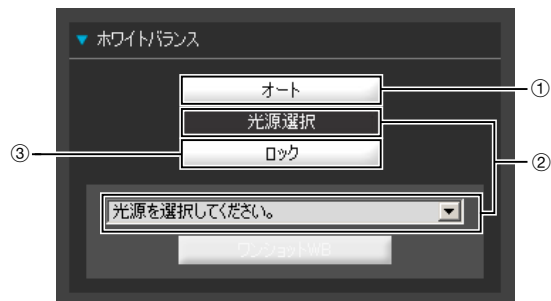 ▼ ホワイトバランス
オート
①
光源選択
③
ロック
②
光源を選択してください。
ワンショットWB